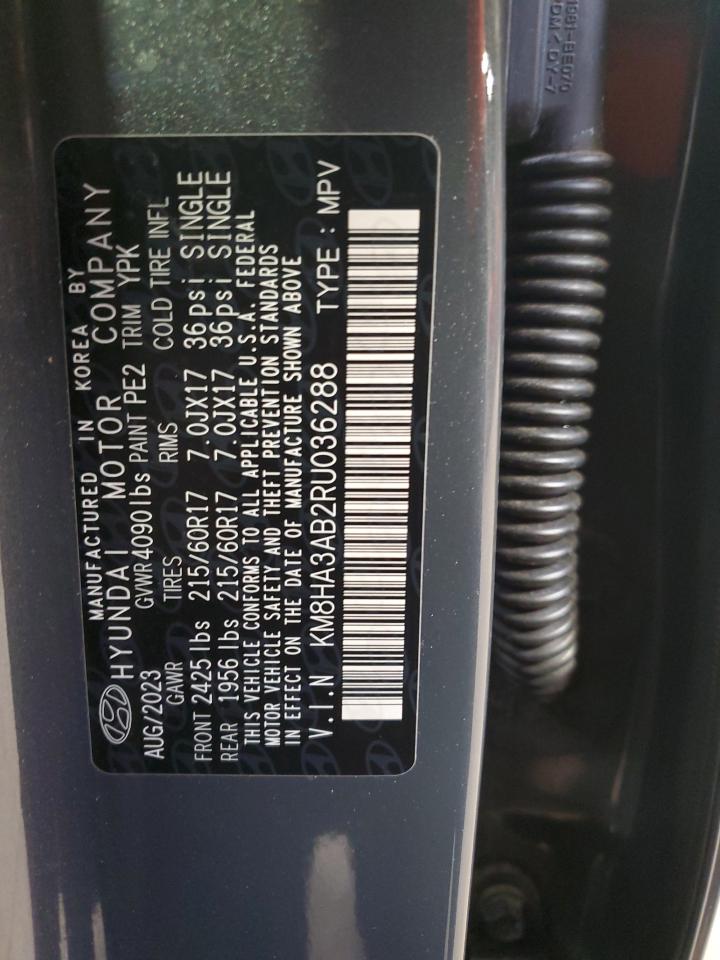 MANUFACTURED IN KOREA BY
HYUNDAI MOTOR COMPANY
AUG/2023 GVWR 4090 lbs PAINT PE2 TRIM YPK
GAWR TIRES RIMS COLD TIRE INFL
FRONT 2425 lbs 215/60R17 7.0JX17 36psi SINGLE
REAR 1956 lbs 215/60R17 7.0JX17 36psi SINGLE
THIS VEHICLE CONFORMS TO ALL APPLICABLE U.S.A. FEDERAL
MOTOR VEHICLE SAFETY AND THEFT PREVENTION STANDARDS
IN EFFECT ON THE DATE OF MANUFACTURE SHOWN ABOVE
V.I.N KM8HA3AB2RU036288 TYPE : MPV